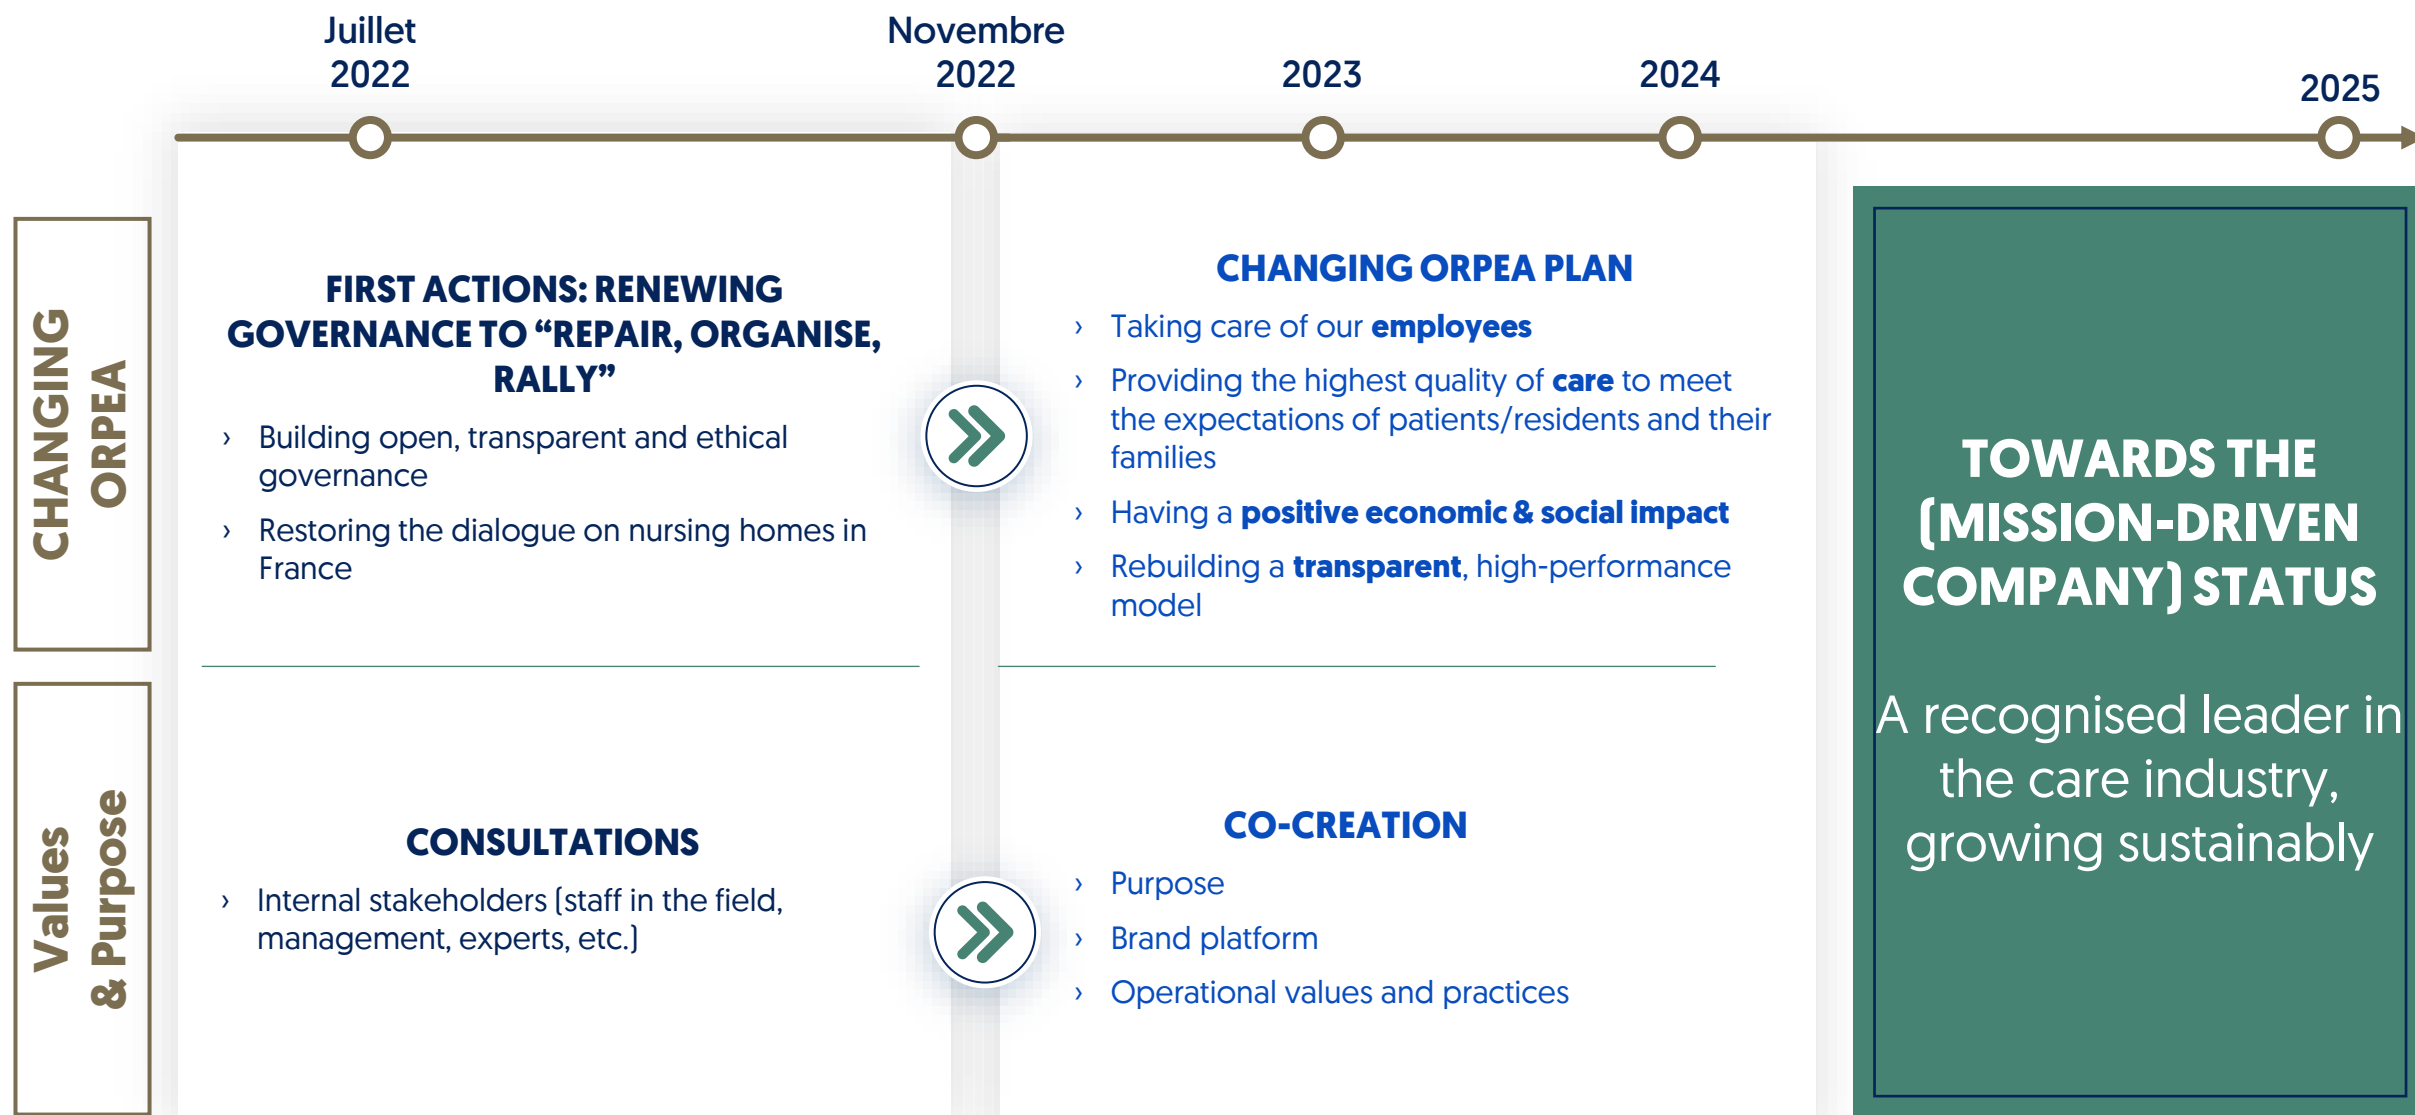 Juillet
2022
Novembre
2022
2023
2024
2025
CHANGING
ORPEA
FIRST ACTIONS: RENEWING
GOVERNANCE TO “REPAIR, ORGANISE,
RALLY”
› Building open, transparent and ethical
governance
› Restoring the dialogue on nursing homes in
France
CHANGING ORPEA PLAN
› Taking care of our employees
› Providing the highest quality of care to meet
the expectations of patients/residents and their
families
› Having a positive economic & social impact
› Rebuilding a transparent, high-performance
model
Values
& Purpose
CONSULTATIONS
› Internal stakeholders (staff in the field,
management, experts, etc.)
CO-CREATION
› Purpose
› Brand platform
› Operational values and practices
TOWARDS THE
(MISSION-DRIVEN
COMPANY) STATUS
A recognised leader in
the care industry,
growing sustainably